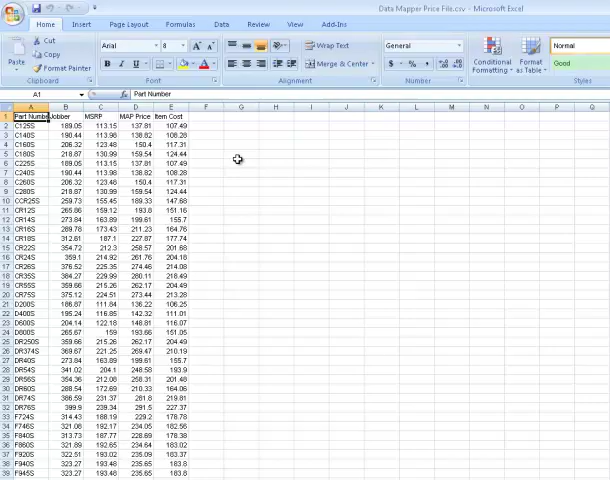 Data Mapper Price File.csv - Microsoft Excel
Home Insert Page Layout Formulas Data Review View Add-Ins
Cut
Copy
Paste Format Painter
Arial 8
Wrap Text
Merge & Center
General
Conditional Formatting Format as Table
Normal
Good
Clipboard Font Alignment Number
A1 Part Number
A B C D E F G H I J K L M N O P Q
1 Part Numbe Jobber MSRP MAP Price Item Cost
2 C125S 189.05 113.15 137.81 107.49
3 C140S 190.44 113.98 138.82 108.28
4 C160S 206.32 123.48 150.4 117.31
5 C180S 218.87 130.99 159.54 124.44
6 C225S 189.05 113.15 137.81 107.49
7 C240S 190.44 113.98 138.82 108.28
8 C260S 206.32 123.48 150.4 117.31
9 C280S 218.87 130.99 159.54 124.44
10 CCR25S 259.73 155.45 189.33 147.68
11 CR12S 265.86 159.12 193.8 151.16
12 CR14S 273.84 163.89 199.61 155.7
13 CR16S 289.78 173.43 211.23 164.76
14 CR18S 312.61 187.1 227.87 177.74
15 CR22S 354.72 212.3 258.57 201.68
16 CR24S 359.1 214.92 261.76 204.18
17 CR26S 376.52 225.35 274.46 214.08
18 CR35S 384.27 229.99 280.11 218.49
19 CR55S 359.66 215.26 262.17 204.49
20 CR75S 375.12 224.51 273.44 213.28
21 D200S 186.87 111.84 136.22 106.25
22 D400S 195.24 116.85 142.32 111.01
23 D600S 204.14 122.18 148.81 116.07
24 D800S 265.67 159 193.66 151.05
25 DR250S 359.66 215.26 262.17 204.49
26 DR374S 369.67 221.25 269.47 210.19
27 DR40S 273.84 163.89 199.61 155.7
28 DR54S 341.02 204.1 248.58 193.9
29 DR56S 354.36 212.08 258.31 201.48
30 DR60S 288.54 172.69 210.33 164.06
31 DR74S 386.59 231.37 281.8 219.81
32 DR76S 399.9 239.34 291.5 227.37
33 F724S 314.43 188.19 229.2 178.78
34 F746S 321.08 192.17 234.05 182.56
35 F840S 313.73 187.77 228.69 178.38
36 F860S 321.89 192.65 234.64 183.02
37 F920S 322.51 193.02 235.09 183.37
38 F940S 323.27 193.48 235.65 183.8
39 F945S 323.27 193.48 235.65 183.8